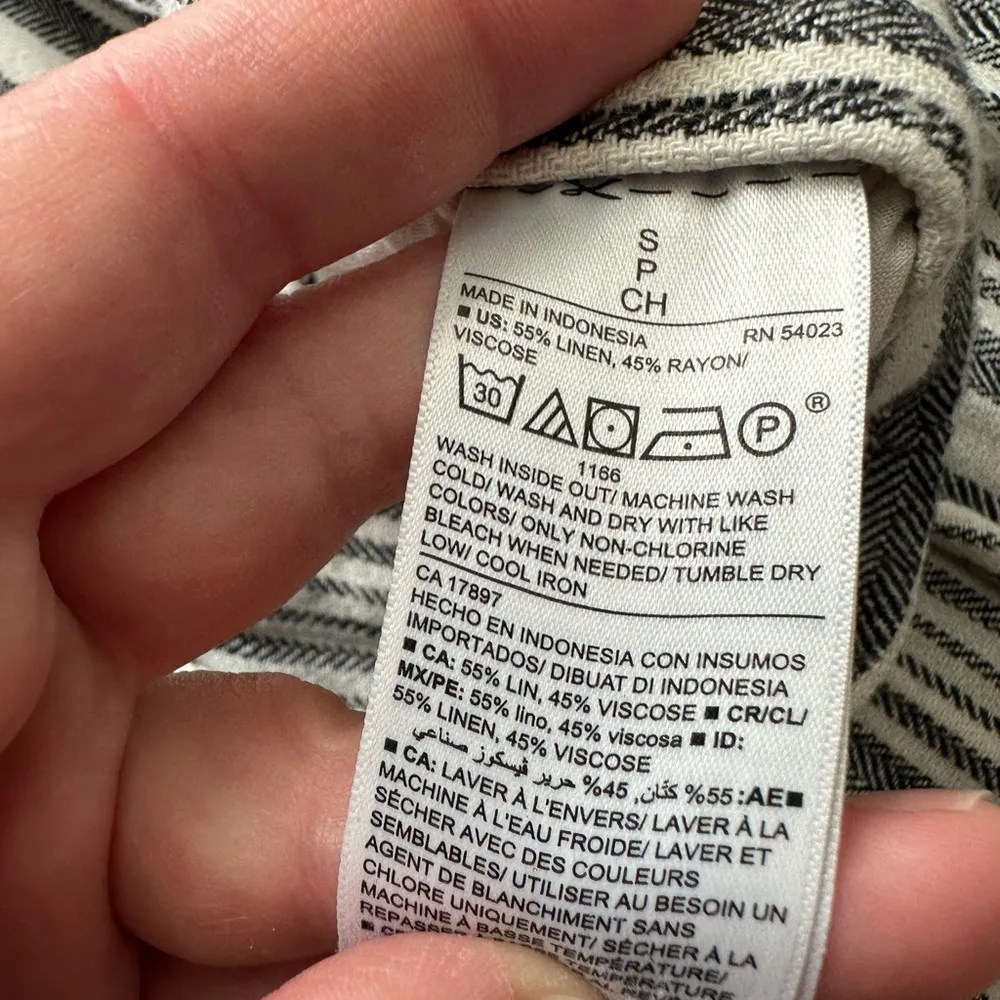 S
P
CH
MADE IN INDONESIA RN 54023
■ US: 55% LINEN, 45% RAYON/
VISCOSE
30 P ®
1166
WASH INSIDE OUT/ MACHINE WASH
COLD/ WASH AND DRY WITH LIKE
COLORS/ ONLY NON-CHLORINE
BLEACH WHEN NEEDED/ TUMBLE DRY
LOW/ COOL IRON
CA 17897
HECHO EN INDONESIA CON INSUMOS
IMPORTADOS/ DIBUAT DI INDONESIA
■ CA: 55% LIN, 45% VISCOSE ■ CR/CL/
MX/PE: 55% lino, 45% viscosa ■ ID:
55% LINEN, 45% VISCOSE
■AE: 55% كتّان, 45% حرير فيسكوز صناعي
■ CA: LAVER À L'ENVERS/ LAVER À LA
MACHINE À L'EAU FROIDE/ LAVER ET
SÉCHER AVEC DES COULEURS
SEMBLABLES/ UTILISER AU BESOIN UN
AGENT DE BLANCHIMENT SANS
CHLORE UNIQUEMENT/ SÉCHER À LA
MACHINE À BASSE TEMPÉRATURE/
REPASSER À BASSE TEMPÉRATURE